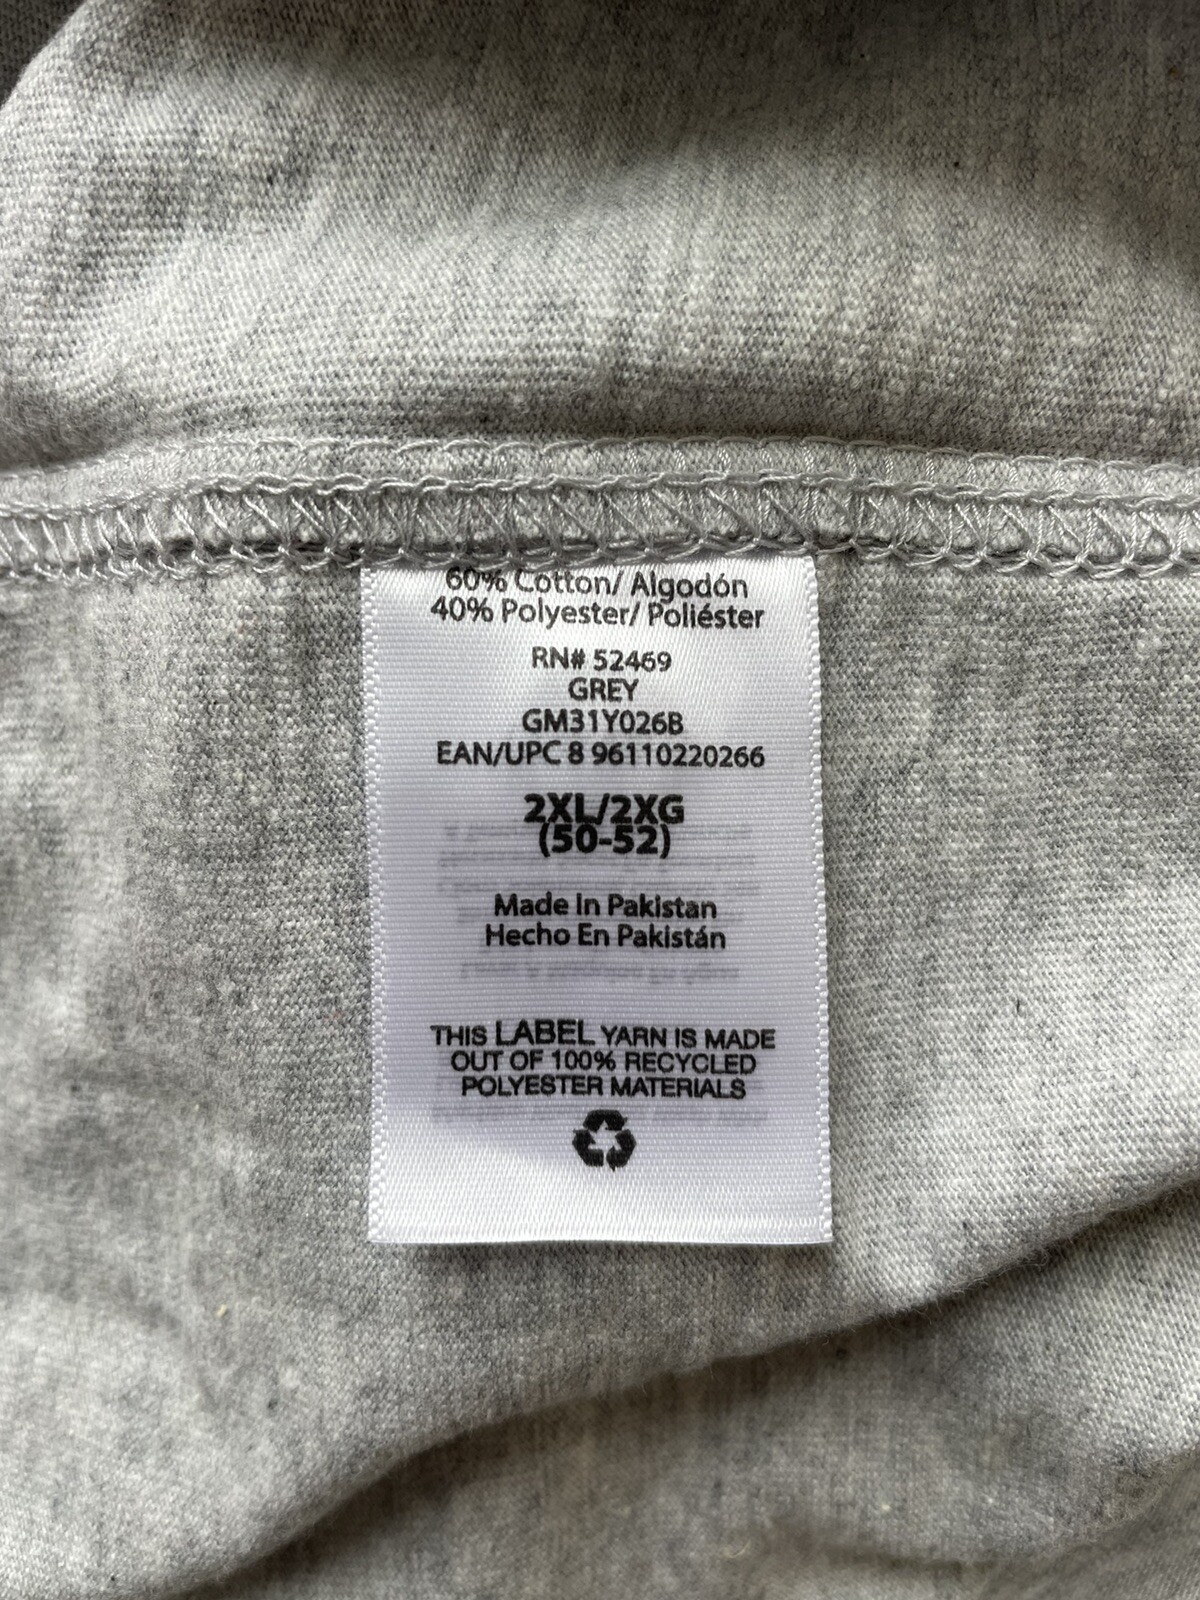 60% Cotton/ Algodón
40% Polyester/ Poliéster
RN# 52469
GREY
GM31Y026B
EAN/UPC 8 96110220266
2XL/2XG
(50-52)
Made In Pakistan
Hecho En Pakistán
THIS LABEL YARN IS MADE
OUT OF 100% RECYCLED
POLYESTER MATERIALS